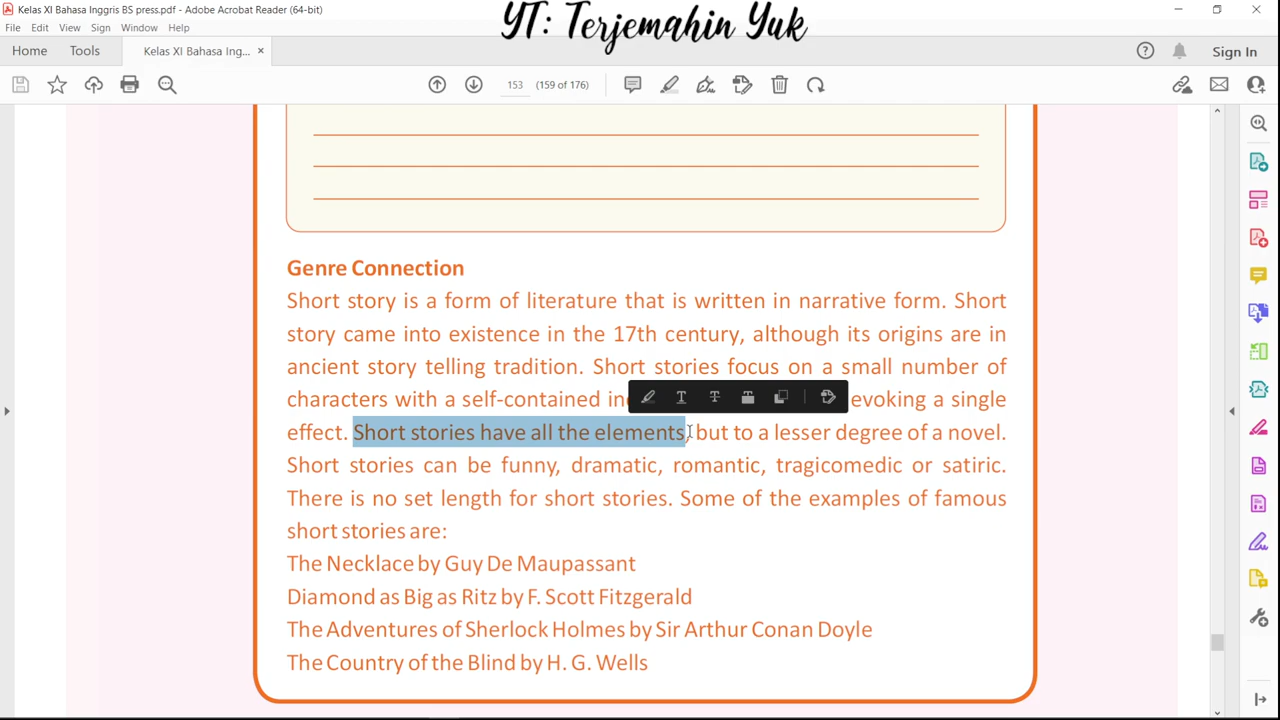 Kelas XI Bahasa Inggris BS press.pdf - Adobe Acrobat Reader (64-bit)
YT: Terjemahin Yuk
File Edit View Sign Window Help
Home Tools Kelas XI Bahasa Ing... × Sign In
153 (159 of 176)
Genre Connection
Short story is a form of literature that is written in narrative form. Short
story came into existence in the 17th century, although its origins are in
ancient story telling tradition. Short stories focus on a small number of
characters with a self-contained evoking a single
effect. Short stories have all the elements, but to a lesser degree of a novel.
Short stories can be funny, dramatic, romantic, tragicomedic or satiric.
There is no set length for short stories. Some of the examples of famous
short stories are:
The Necklace by Guy De Maupassant
Diamond as Big as Ritz by F. Scott Fitzgerald
The Adventures of Sherlock Holmes by Sir Arthur Conan Doyle
The Country of the Blind by H. G. Wells